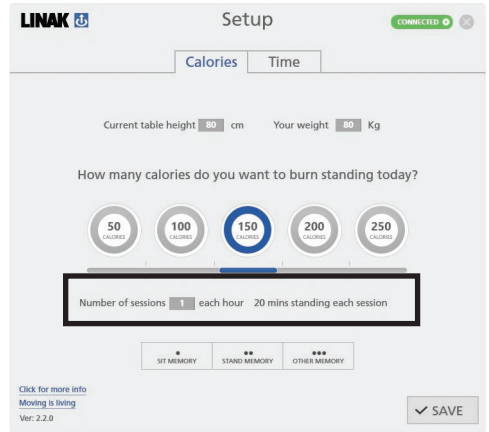 LINAK
Setup
CONNECTED
Calories Time
Current table height 80 cm Your weight 80 Kg
How many calories do you want to burn standing today?
50 100 150 200 250
CALORIES CALORIES CALORIES CALORIES CALORIES
Number of sessions 1 each hour 20 mins standing each session
SIT MEMORY STAND MEMORY OTHER MEMORY
Click for more info
Moving is living
Ver: 2.2.0
SAVE